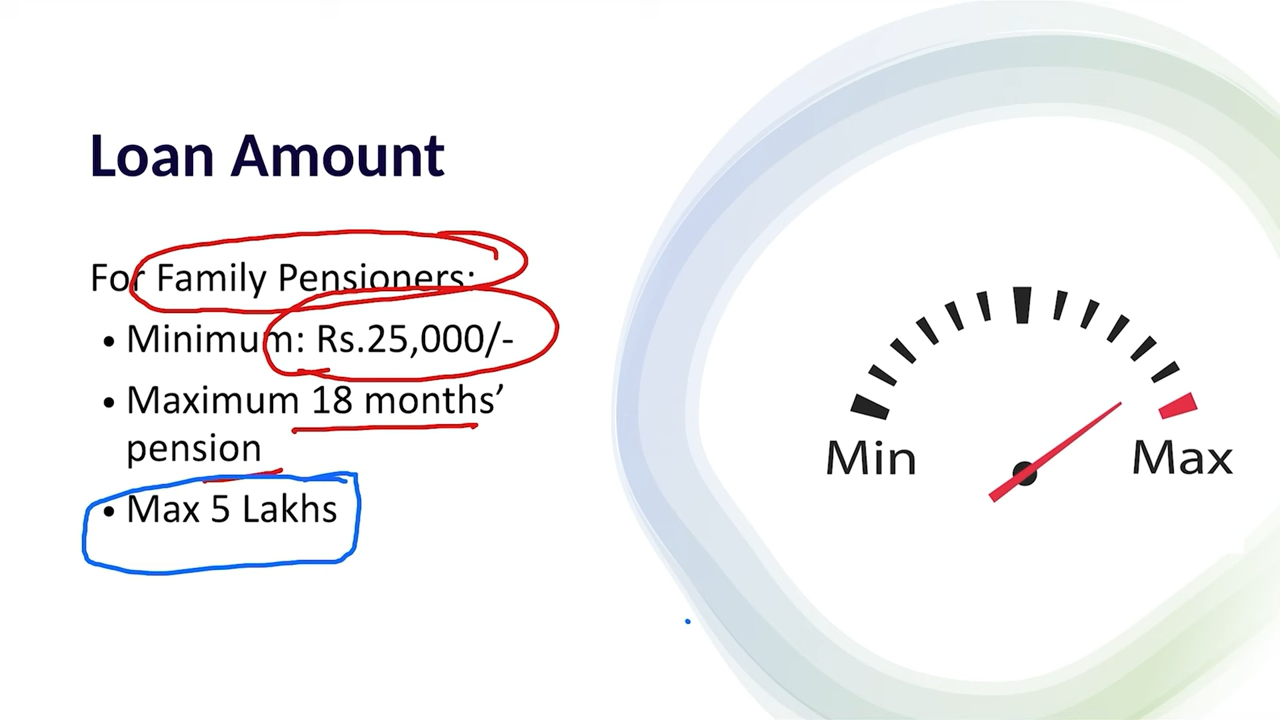 Loan Amount
For Family Pensioners:
• Minimum: Rs.25,000/-
• Maximum 18 months’
pension
• Max 5 Lakhs
Min
Max